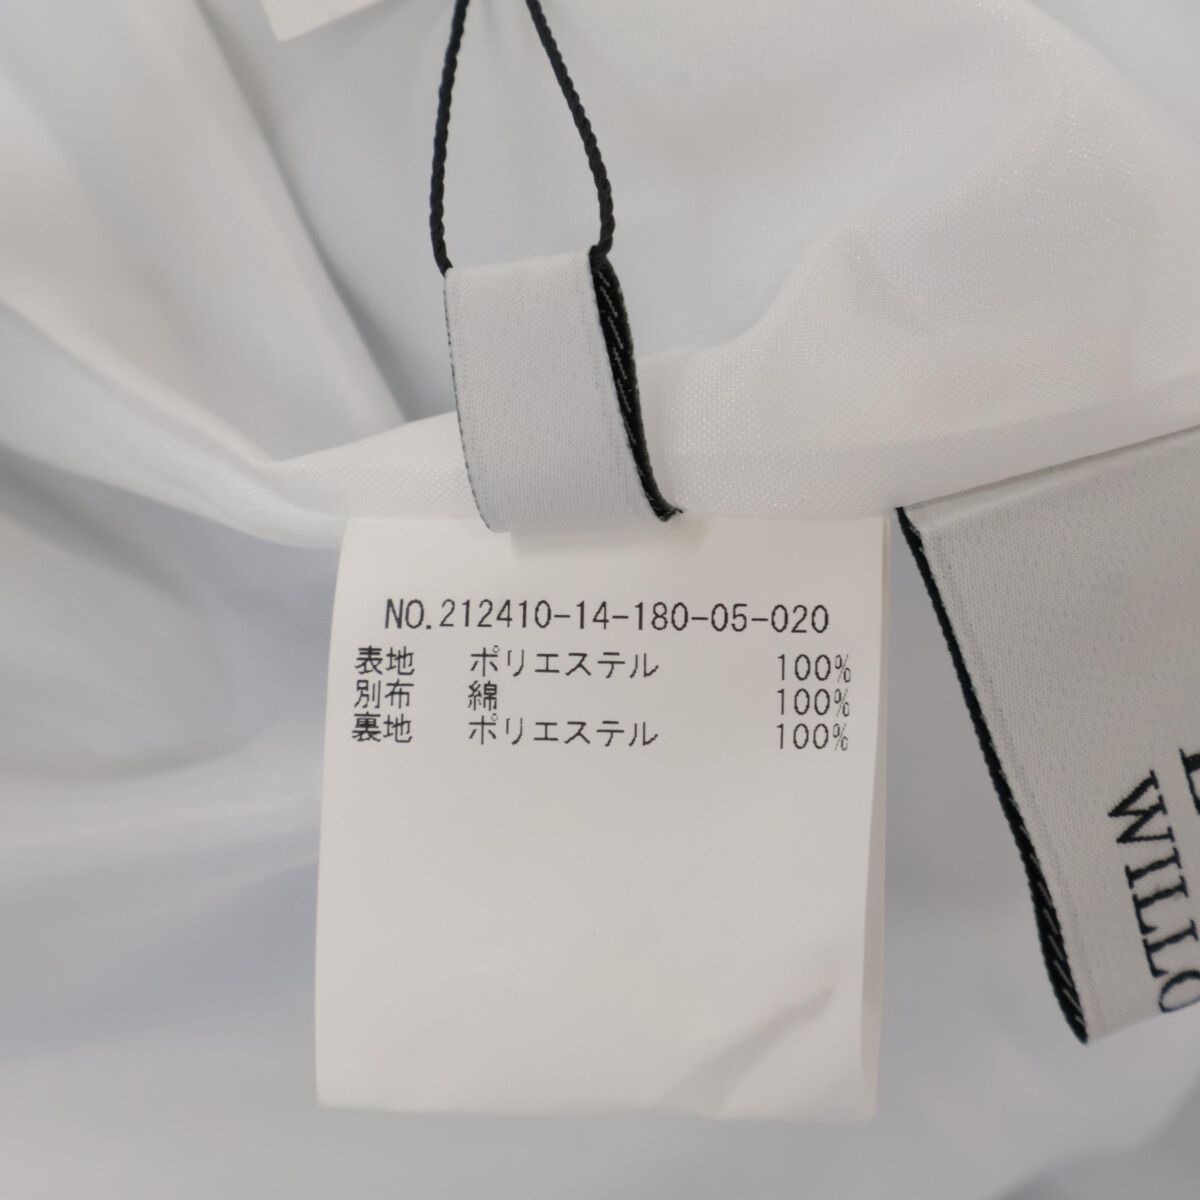 NO.212410-14-180-05-020
表地 ポリエステル 100%
別布 綿 100%
裏地 ポリエステル 100%